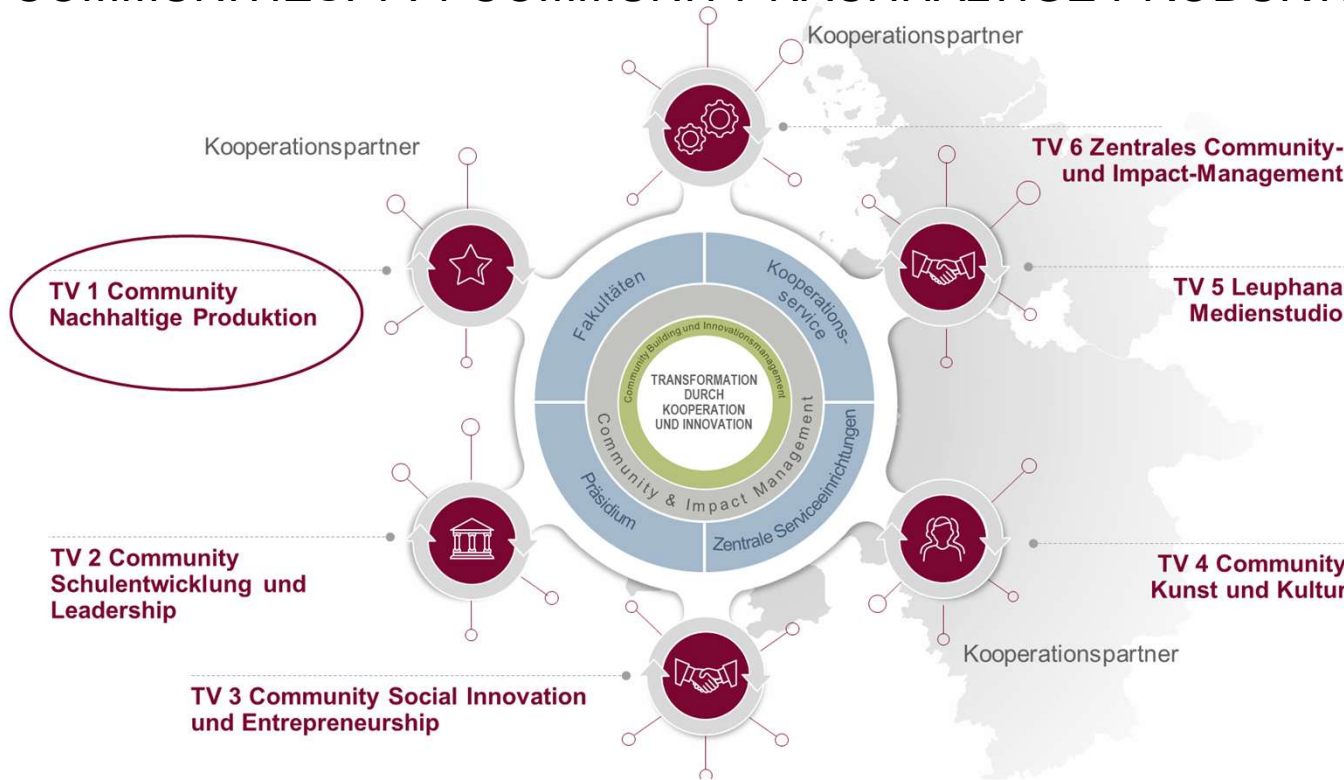 Kooperationspartner
Kooperationspartner
TV 6 Zentrales Community-
und Impact-Management
TV 1 Community
Nachhaltige Produktion
Fakultäten
Kooperations-
service
TV 5 Leuphana
Medienstudio
Community Building und Innovationsmanagement
TRANSFORMATION
DURCH
KOOPERATION
UND INNOVATION
Community & Impact Management
Präsidium
Zentrale Serviceeinrichtungen
TV 2 Community
Schulentwicklung und
Leadership
TV 4 Community
Kunst und Kultur
Kooperationspartner
TV 3 Community Social Innovation
und Entrepreneurship